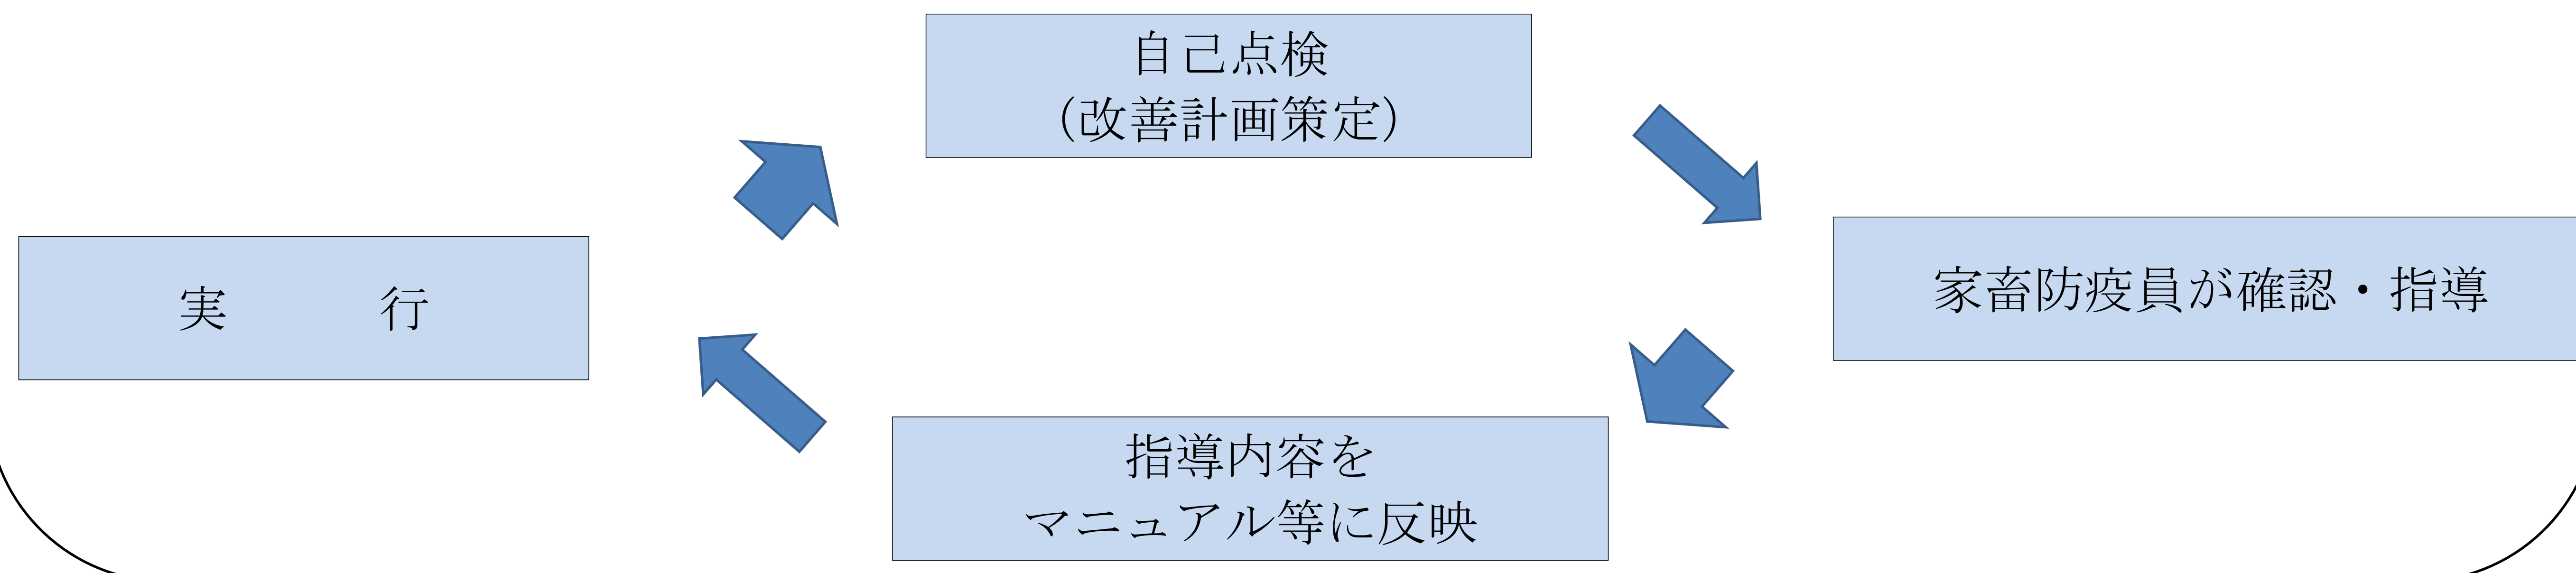 自己点検
（改善計画策定）
家畜防疫員が確認・指導
実　　　行
指導内容を
マニュアル等に反映